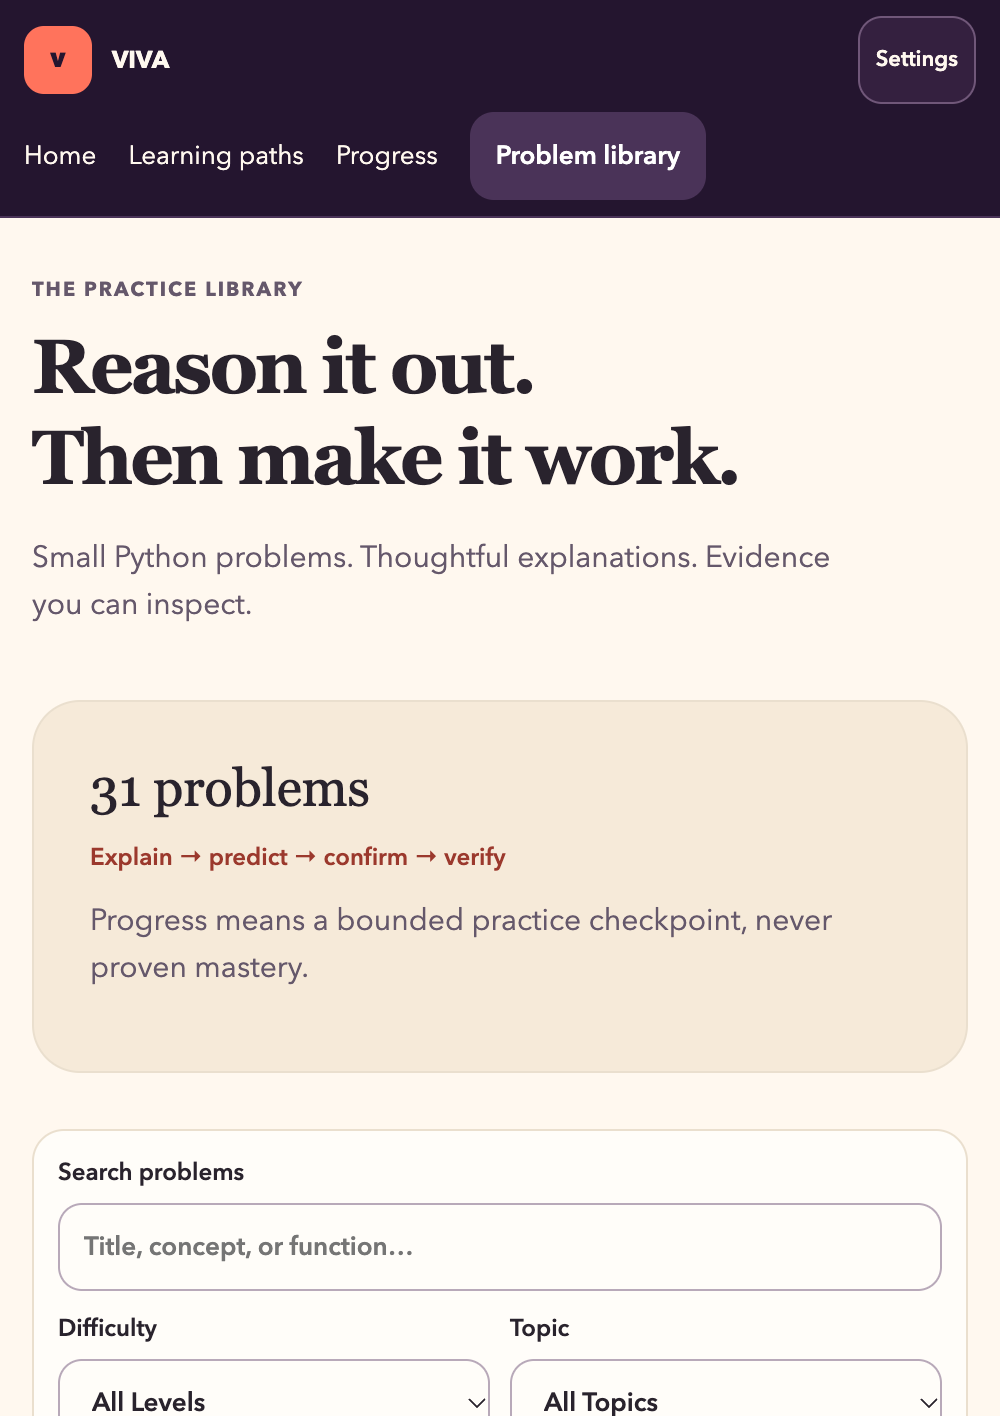 v VIVA
Settings
Home Learning paths Progress Problem library
THE PRACTICE LIBRARY
Reason it out.
Then make it work.
Small Python problems. Thoughtful explanations. Evidence
you can inspect.
31 problems
Explain → predict → confirm → verify
Progress means a bounded practice checkpoint, never
proven mastery.
Search problems
Title, concept, or function...
Difficulty Topic
All Levels All Topics